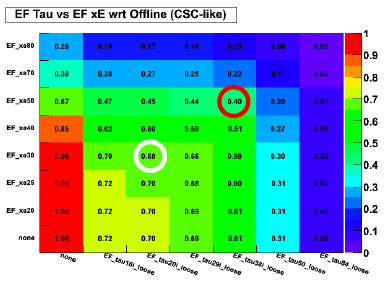 EF Tau vs EF xE wrt Offline (CSC-like)
EF_xe80 0.26 0.18 0.17 0.16 0.13 0.06 0.02
EF_xe70 0.39 0.28 0.27 0.25 0.22 0.11 0.02
EF_xe50 0.67 0.47 0.45 0.44 0.40 0.20 0.06
EF_xe40 0.85 0.62 0.60 0.59 0.51 0.27 0.07
EF_xe30 0.96 0.70 0.68 0.66 0.59 0.30 0.08
EF_xe25 0.99 0.72 0.70 0.68 0.60 0.31 0.08
EF_xe20 1.00 0.72 0.70 0.69 0.61 0.31 0.08
none 1.00 0.72 0.70 0.69 0.61 0.31 0.08
none EF_tau16i_loose EF_tau20i_loose EF_tau29i_loose EF_tau38i_loose EF_tau50_loose EF_tau84_loose
1
0.9
0.8
0.7
0.6
0.5
0.4
0.3
0.2
0.1
0